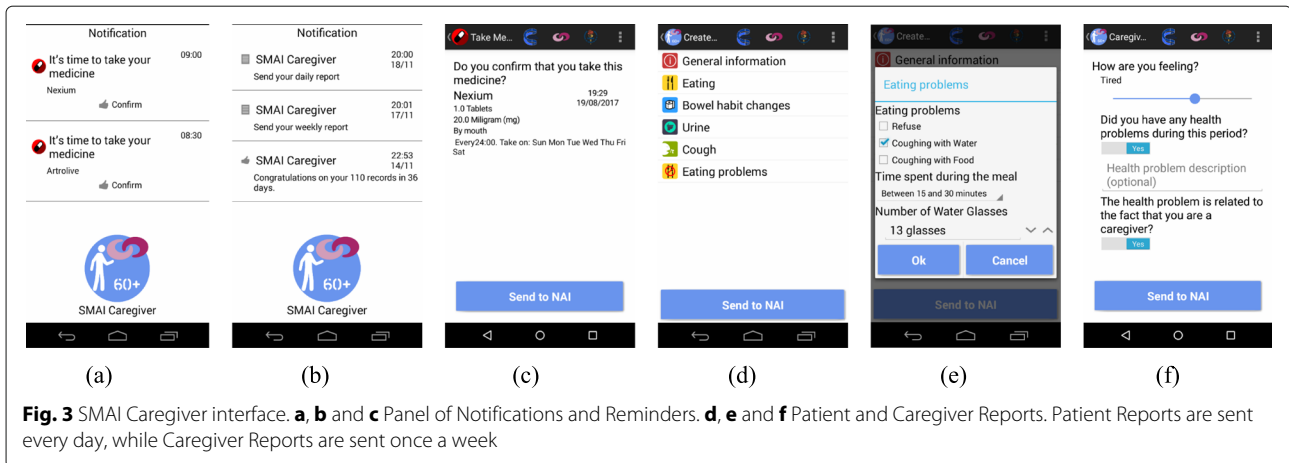 Notification
It's time to take your
medicine
09:00
Nexium
Confirm
It's time to take your
medicine
08:30
Artrolive
Confirm
60+
SMAI Caregiver
(a)
Notification
SMAI Caregiver
20:00
18/11
Send your daily report
SMAI Caregiver
20:01
17/11
Send your weekly report
SMAI Caregiver
22:53
14/11
Congratulations on your 110 records in 36
days.
60+
SMAI Caregiver
(b)
Take Me...
Do you confirm that you take this
medicine?
Nexium
19:29
19/08/2017
1.0 Tablets
20.0 Miligram (mg)
By mouth
Every24:00. Take on: Sun Mon Tue Wed Thu Fri
Sat
Send to NAI
(c)
Create...
General information
Eating
Bowel habit changes
Urine
Cough
Eating problems
Send to NAI
(d)
Create...
General information
Eating problems
Eating problems
Refuse
Coughing with Water
Coughing with Food
Time spent during the meal
Between 15 and 30 minutes
Number of Water Glasses
13 glasses
Ok
Cancel
Send to NAI
(e)
Caregiv...
How are you feeling?
Tired
Did you have any health
problems during this period?
Yes
Health problem description
(optional)
The health problem is related to
the fact that you are a
caregiver?
Yes
Send to NAI
(f)
Fig. 3 SMAI Caregiver interface. a, b and c Panel of Notifications and Reminders. d, e and f Patient and Caregiver Reports. Patient Reports are sent
every day, while Caregiver Reports are sent once a week